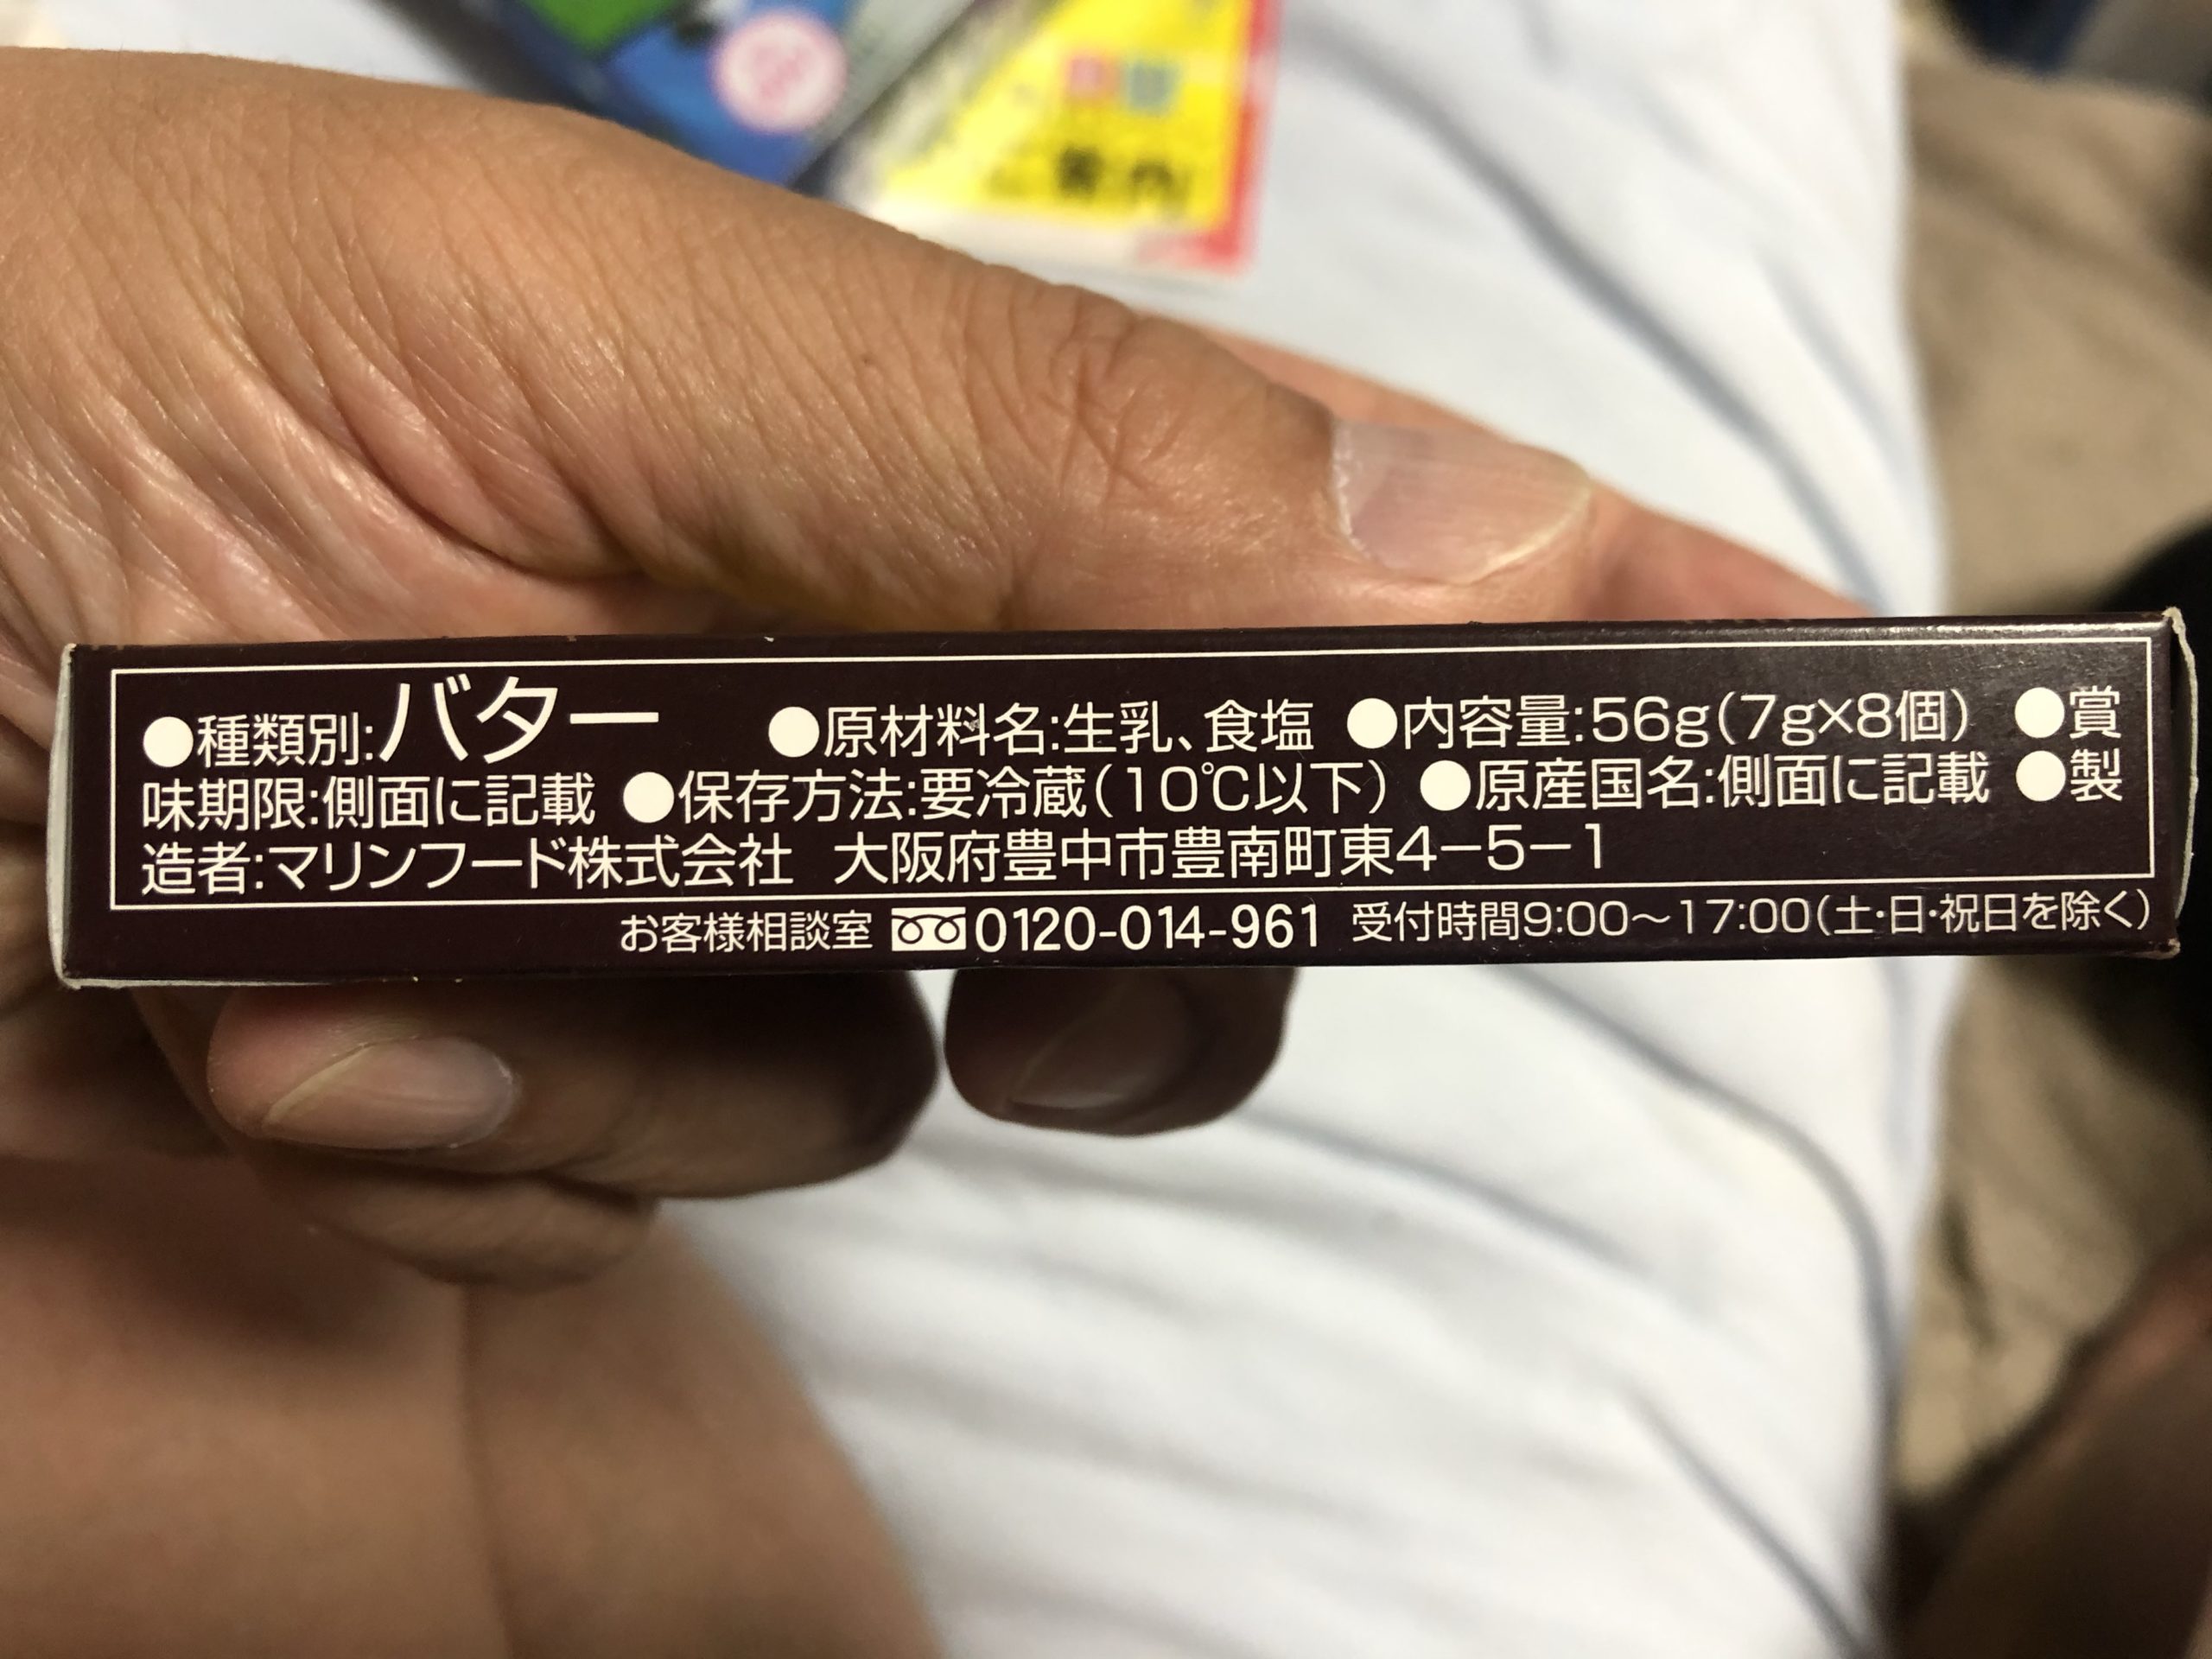 ●種類別:バター ●原材料名:生乳、食塩 ●内容量:56g(7g×8個) ●賞
味期限:側面に記載 ●保存方法:要冷蔵(10℃以下) ●原産国名:側面に記載 ●製
造者:マリンフード株式会社 大阪府豊中市豊南町東4-5-1
お客様相談室 0120-014-961 受付時間9:00~17:00(土・日・祝日を除く)